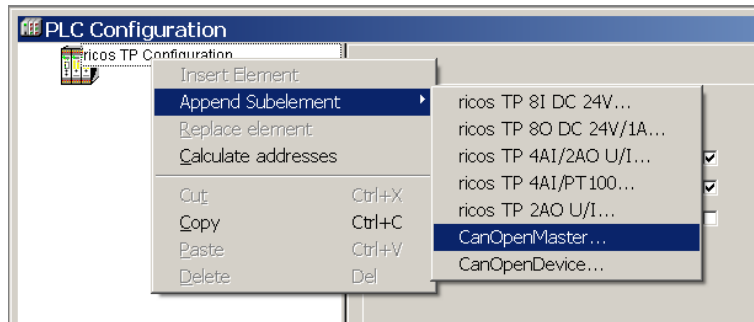 PLC Configuration
ricos TP Configuration
Insert Element
Append Subelement
Replace element
Calculate addresses
Cut Ctrl+X
Copy Ctrl+C
Paste Ctrl+V
Delete Del
ricos TP 8I DC 24V...
ricos TP 8O DC 24V/1A...
ricos TP 4AI/2AO U/I...
ricos TP 4AI/PT100...
ricos TP 2AO U/I...
CanOpenMaster...
CanOpenDevice...